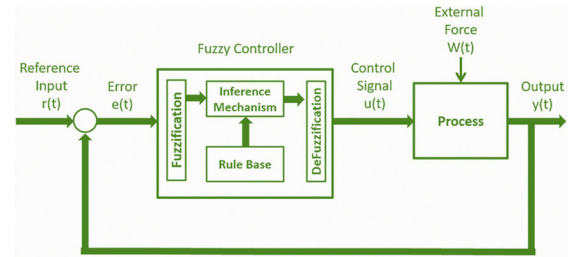 External
Force
W(t)
Fuzzy Controller
Reference
Input
r(t)
Error
e(t)
Control
Signal
u(t)
Output
y(t)
Fuzzification
Inference
Mechanism
Rule Base
DeFuzzification
Process